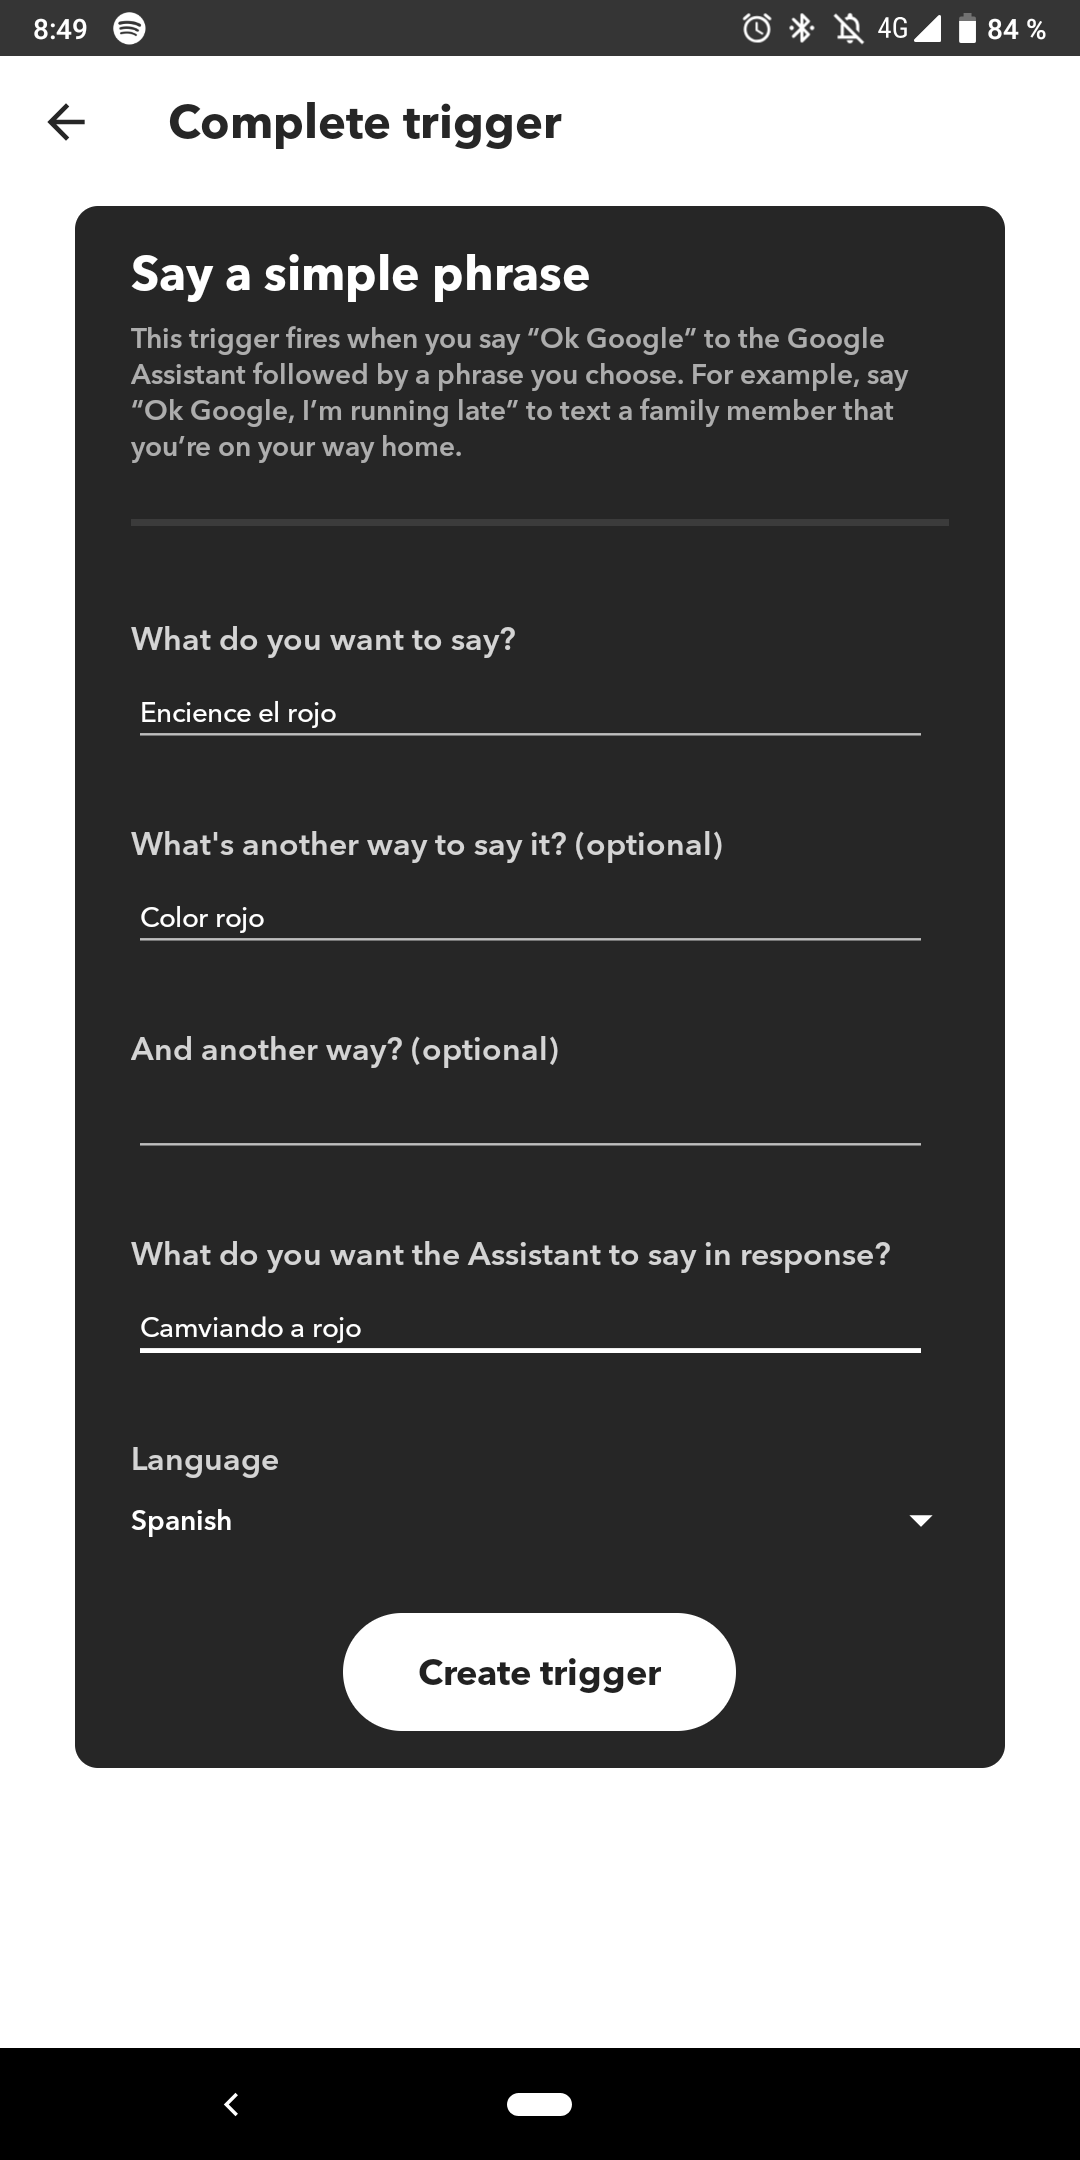 8:49
4G
84 %
Complete trigger
Say a simple phrase
This trigger fires when you say “Ok Google” to the Google
Assistant followed by a phrase you choose. For example, say
“Ok Google, I’m running late” to text a family member that
you’re on your way home.
What do you want to say?
Encience el rojo
What's another way to say it? (optional)
Color rojo
And another way? (optional)
What do you want the Assistant to say in response?
Camviando a rojo
Language
Spanish
Create trigger